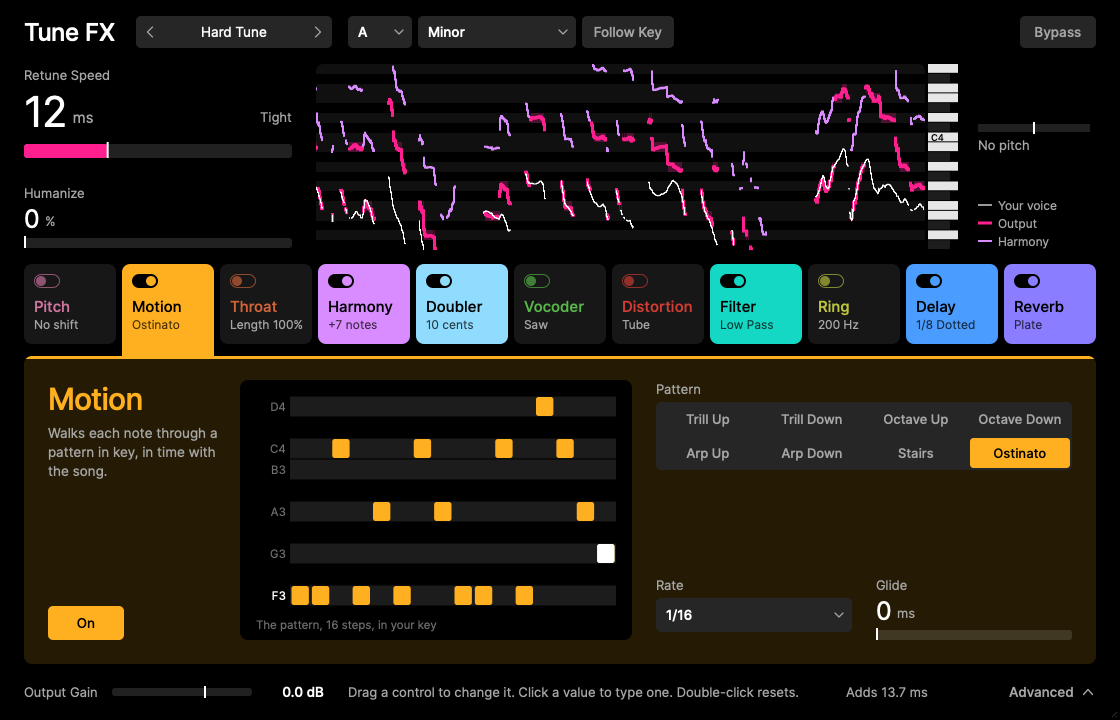 Tune FX
Hard Tune
A
Minor
Follow Key
Bypass
Retune Speed
12 ms
Tight
Humanize
0 %
C4
No pitch
Your voice
Output
Harmony
Pitch
No shift
Motion
Ostinato
Throat
Length 100%
Harmony
+7 notes
Doubler
10 cents
Vocoder
Saw
Distortion
Tube
Filter
Low Pass
Ring
200 Hz
Delay
1/8 Dotted
Reverb
Plate
Motion
Walks each note through a
pattern in key, in time with
the song.
On
D4
C4
B3
A3
G3
F3
The pattern, 16 steps, in your key
Pattern
Trill Up
Trill Down
Octave Up
Octave Down
Arp Up
Arp Down
Stairs
Ostinato
Rate
1/16
Glide
0 ms
Output Gain
0.0 dB
Drag a control to change it. Click a value to type one. Double-click resets.
Adds 13.7 ms
Advanced